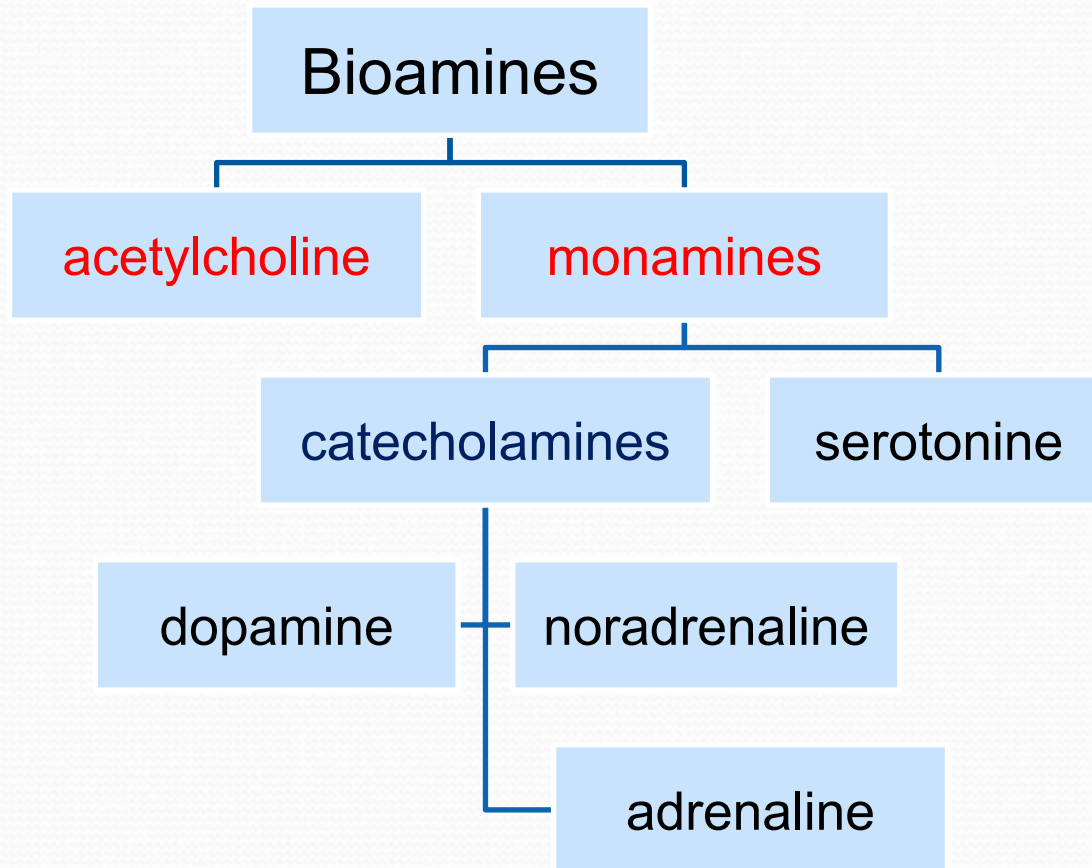 Bioamines
acetylcholine
monamines
catecholamines
serotonine
dopamine
noradrenaline
adrenaline